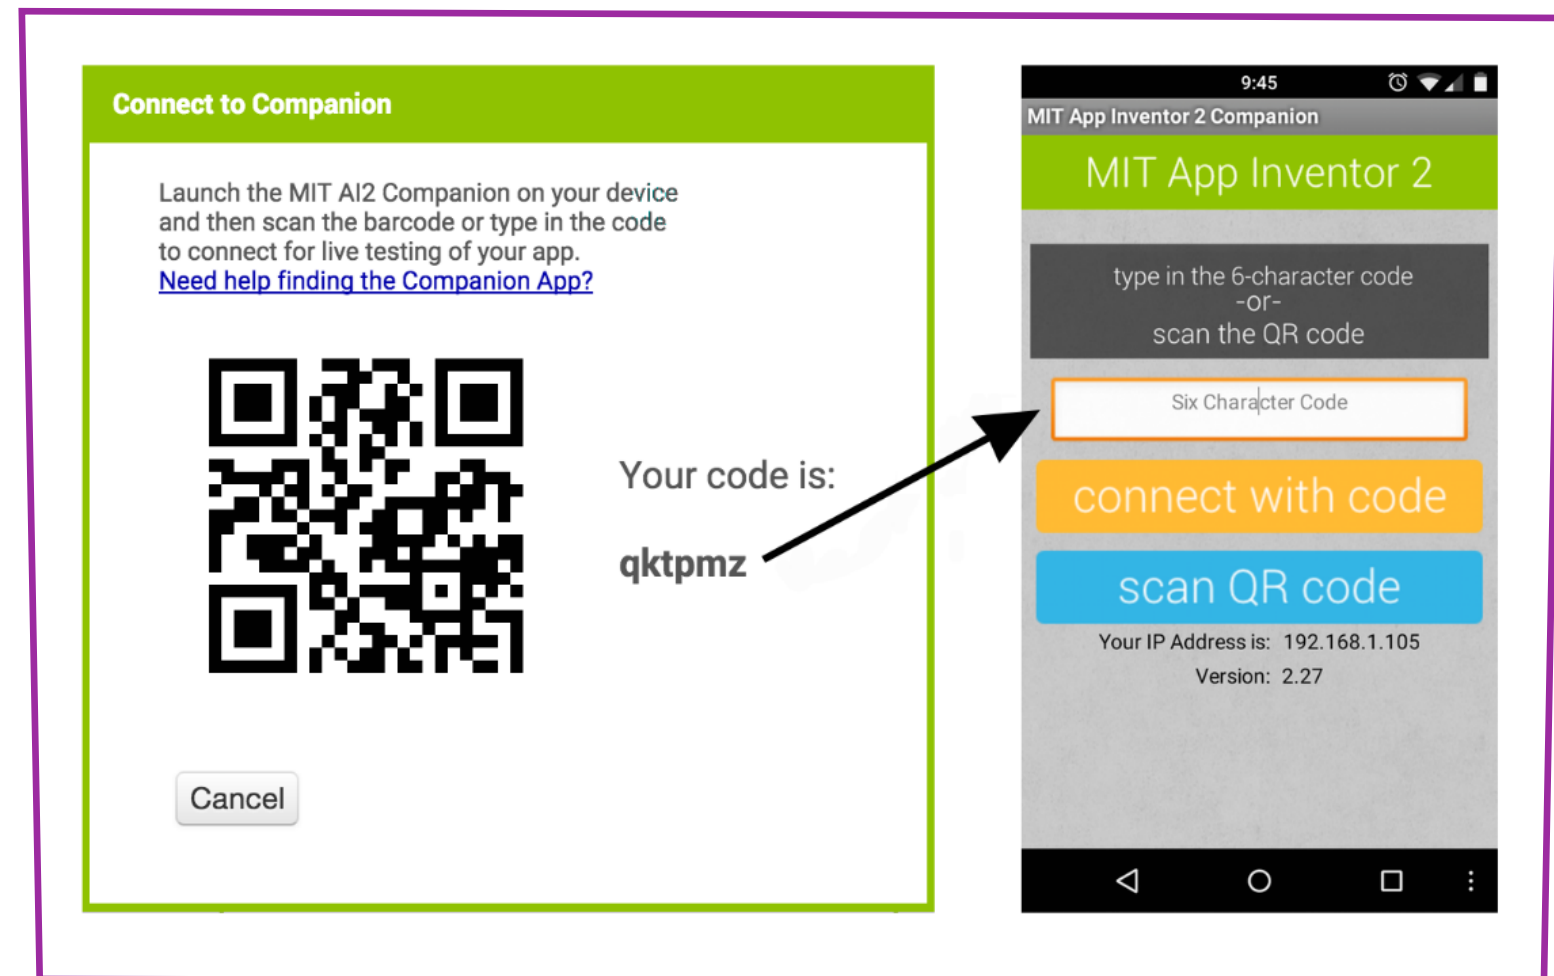 Connect to Companion
Launch the MIT AI2 Companion on your device
and then scan the barcode or type in the code
to connect for live testing of your app.
Need help finding the Companion App?
Your code is:
qktpmz
Cancel
9:45
MIT App Inventor 2 Companion
MIT App Inventor 2
type in the 6-character code
-or-
scan the QR code
Six Character Code
connect with code
scan QR code
Your IP Address is: 192.168.1.105
Version: 2.27